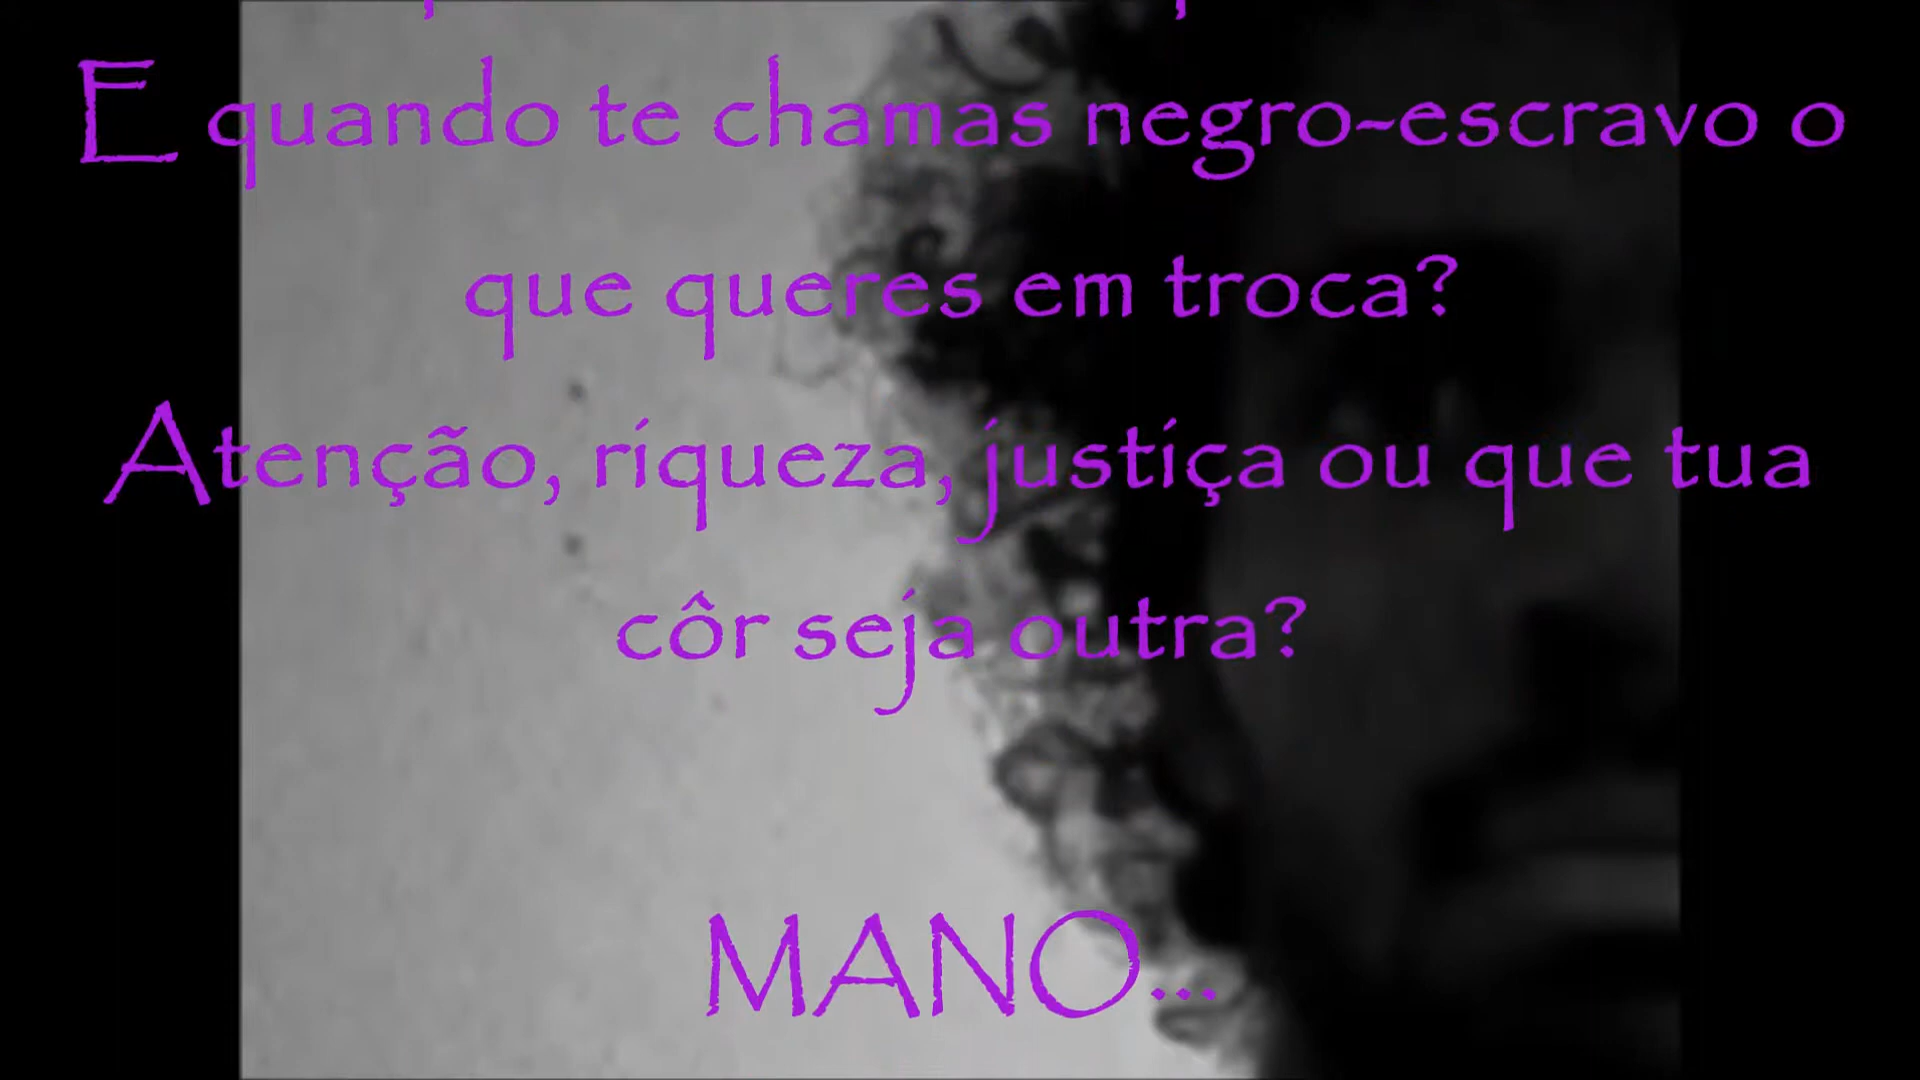 E quando te chamas negro-escravo o
que queres em troca?
Atenção, riqueza, justiça ou que tua
côr seja outra?
MANO...